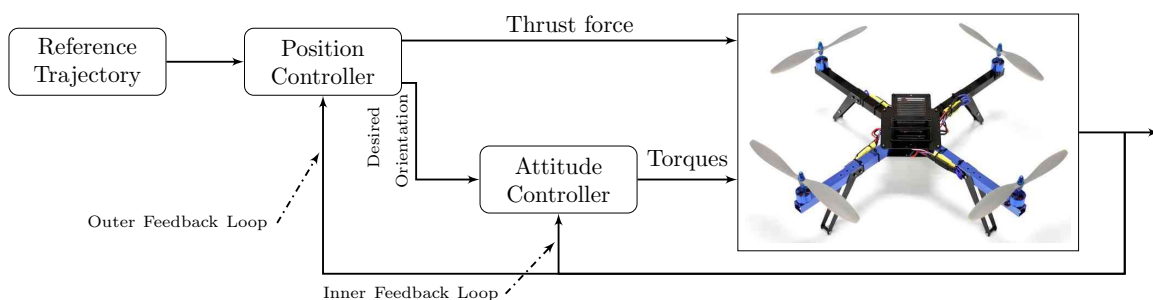 Reference
Trajectory
Position
Controller
Thrust force
Desired
Orientation
Attitude
Controller
Torques
Outer Feedback Loop
Inner Feedback Loop